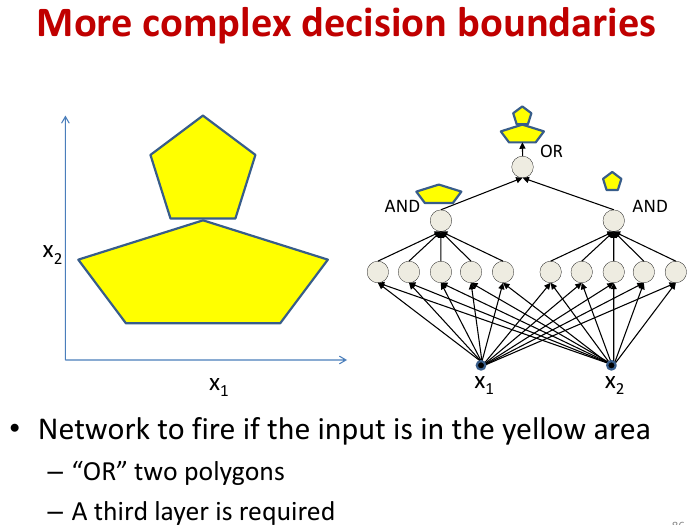 More complex decision boundaries
OR
AND
AND
x₂
x₁
x₁
x₂
• Network to fire if the input is in the yellow area
– “OR” two polygons
– A third layer is required